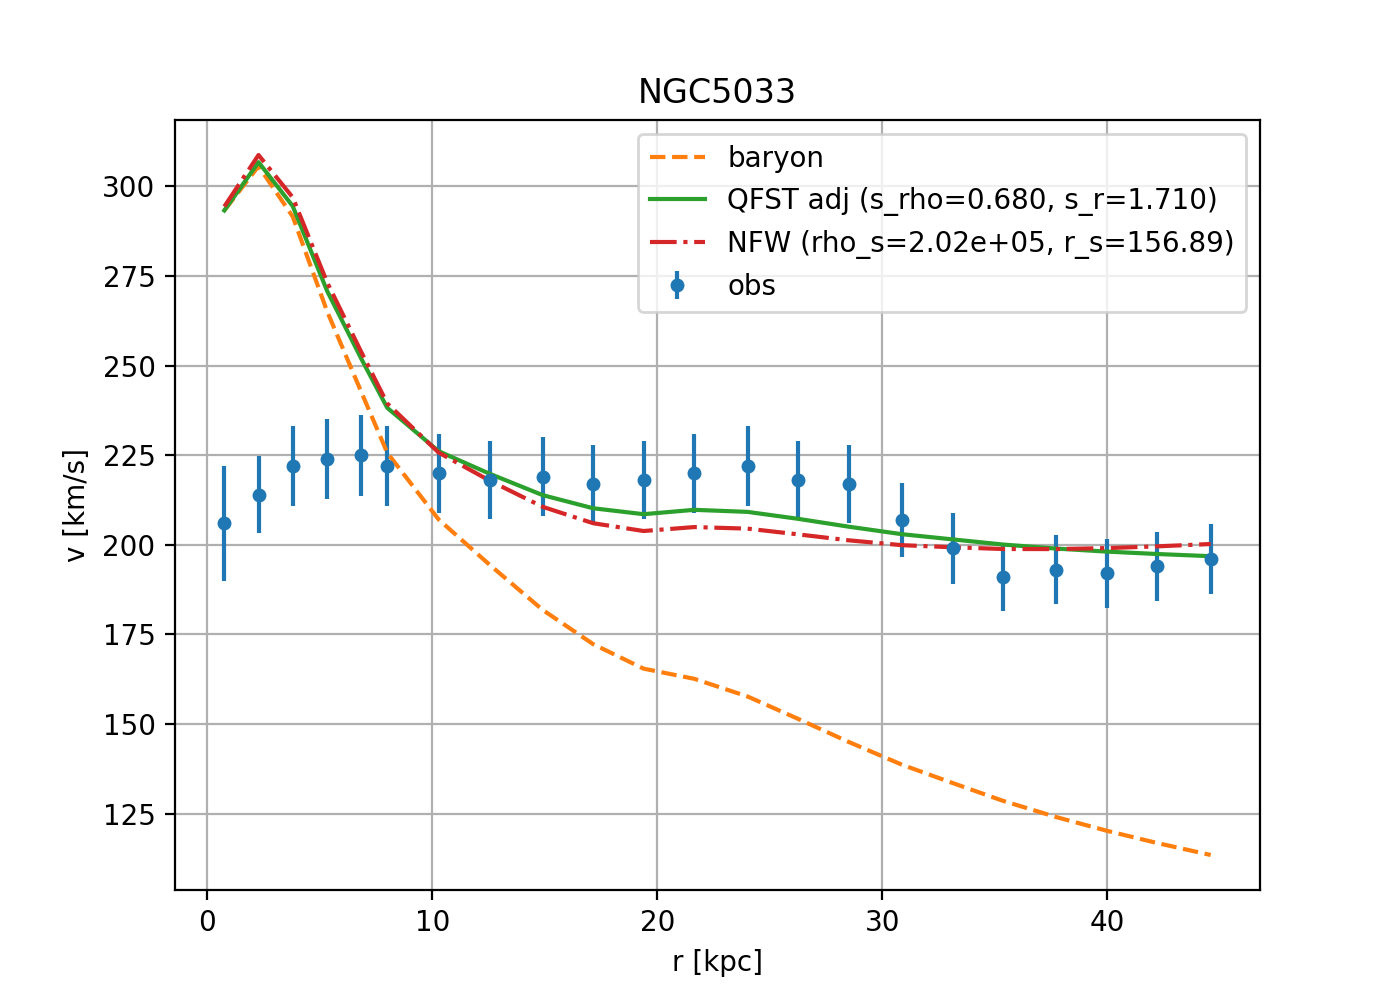 NGC5033
baryon
QFST adj (s_rho=0.680, s_r=1.710)
NFW (rho_s=2.02e+05, r_s=156.89)
obs
v [km/s]
300
275
250
225
200
175
150
125
0 10 20 30 40
r [kpc]